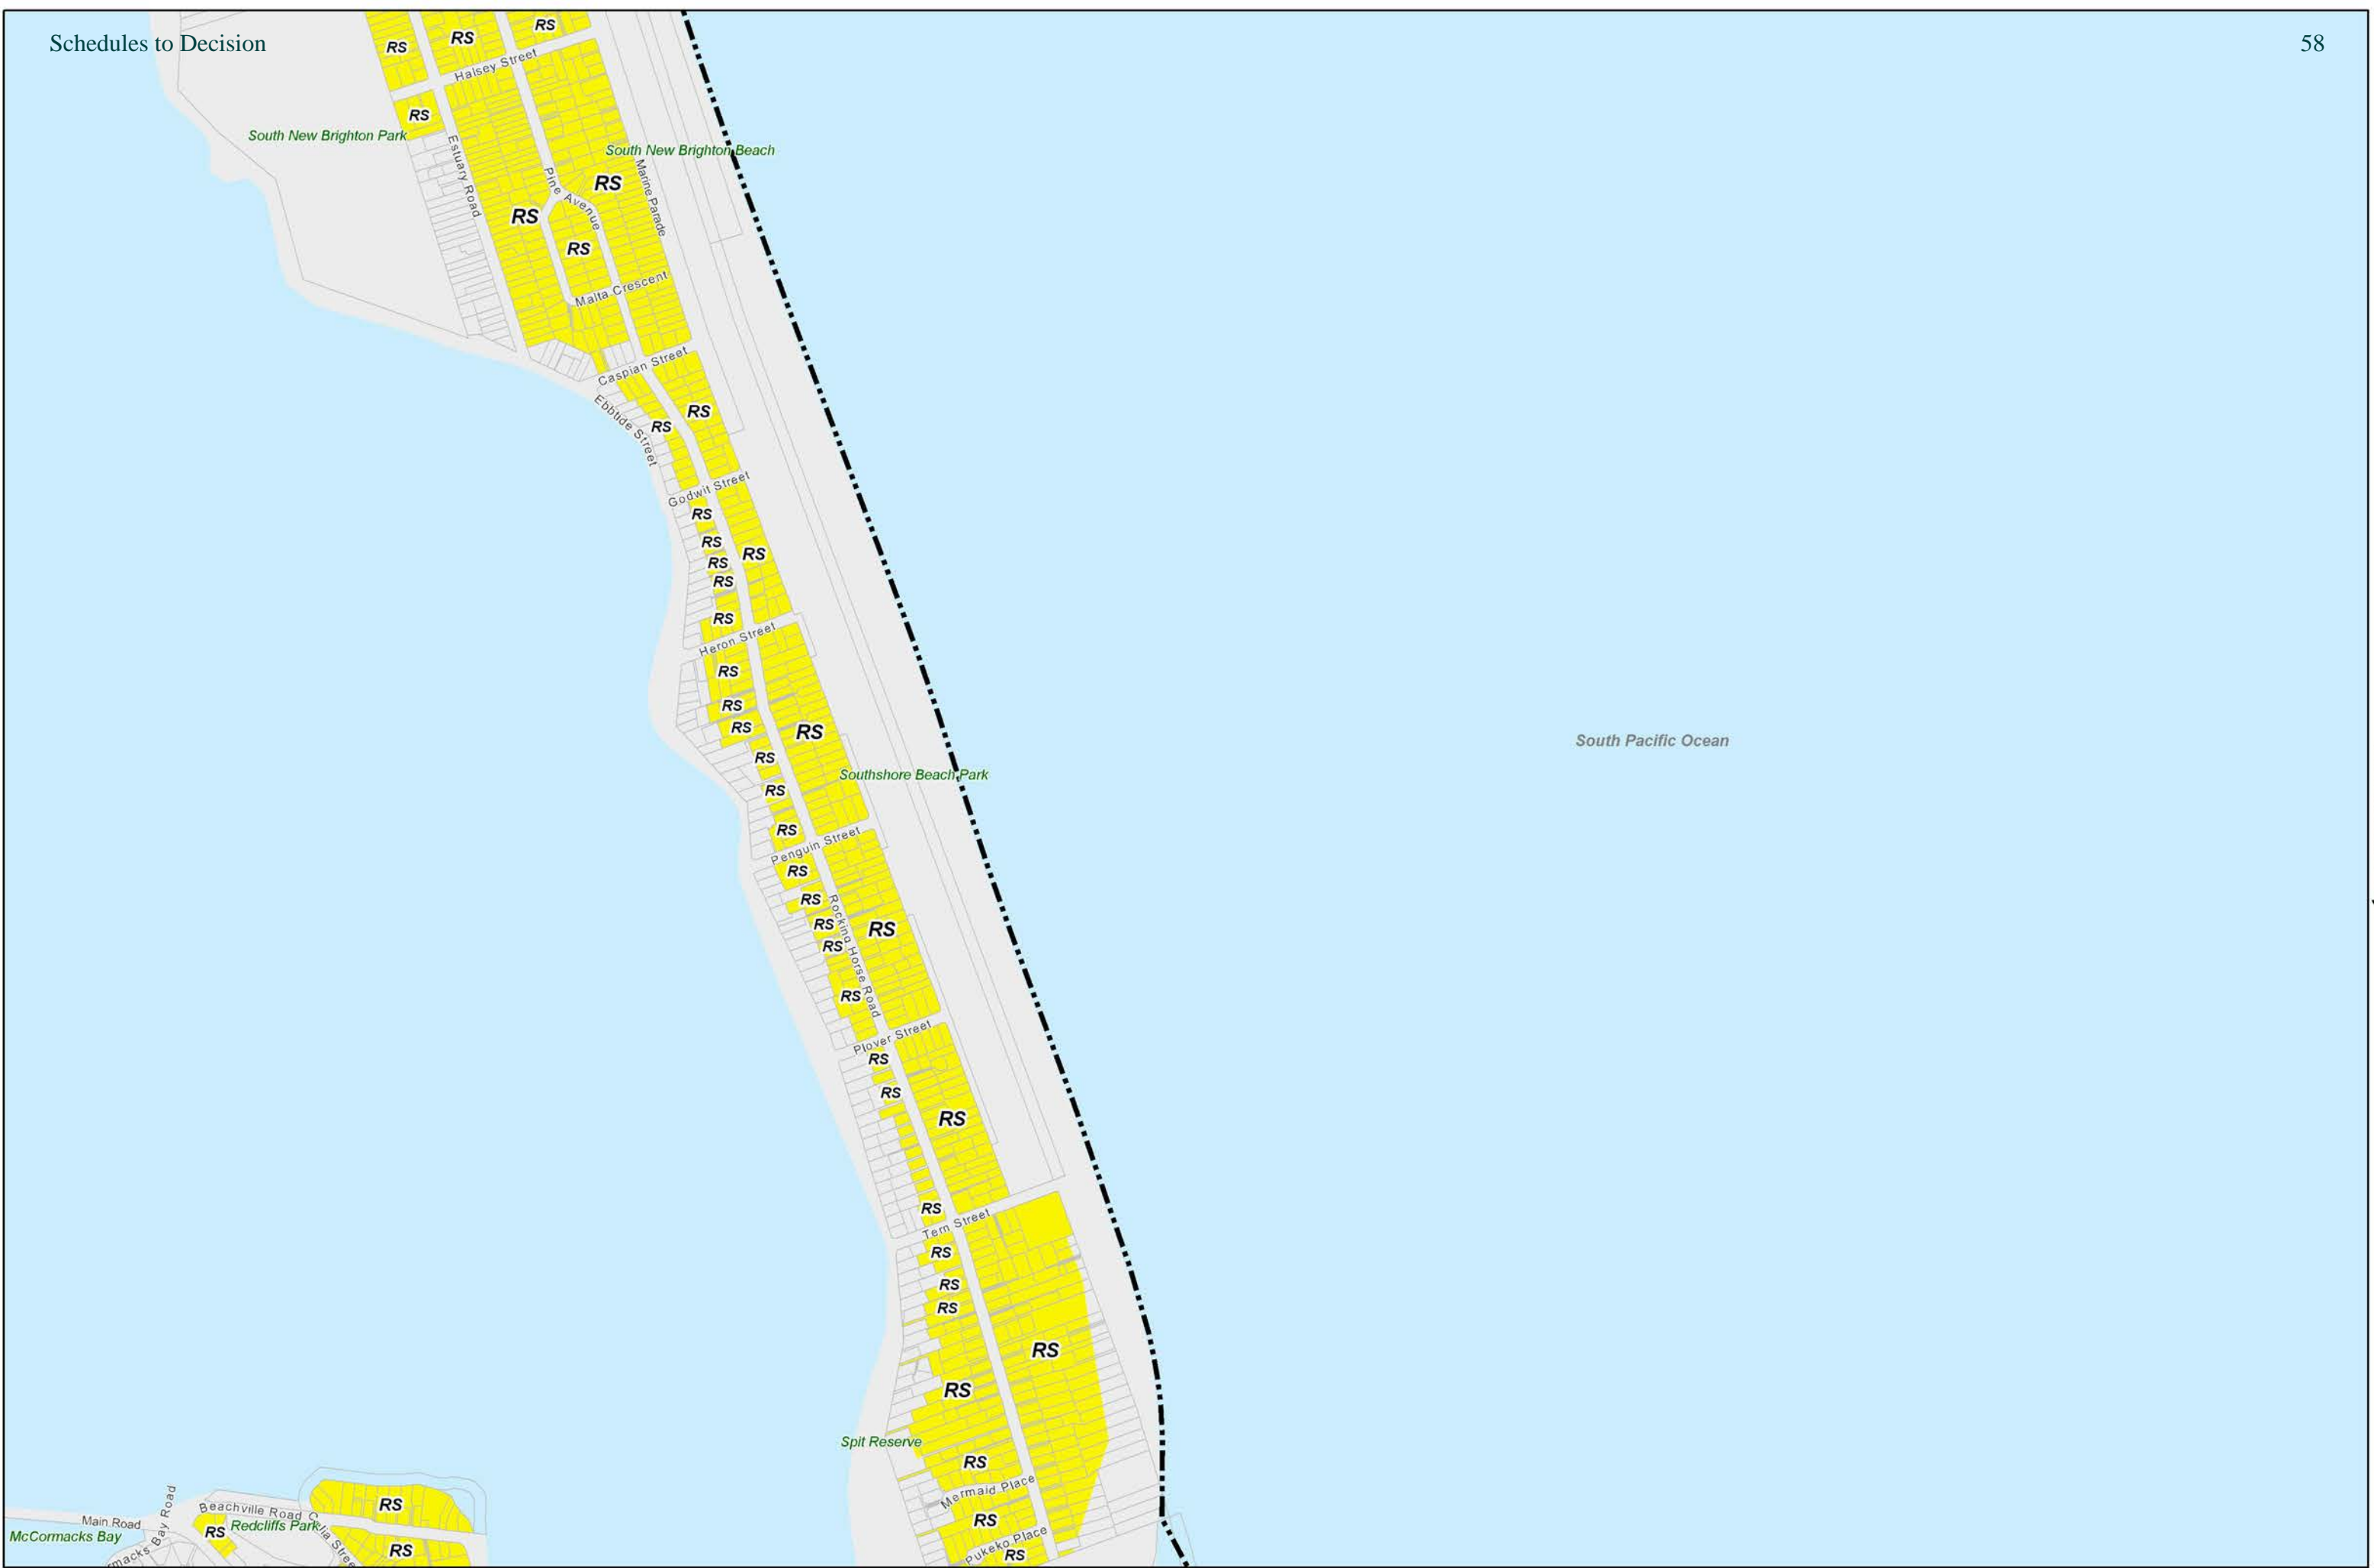 Schedules to Decision
58
RS
RS
RS
Halsey Street
RS
South New Brighton Park
South New Brighton Beach
Estuary Road
Pine Avenue
Marine Parade
RS
RS
RS
Malta Crescent
Caspian Street
Ebbtide Street
RS
RS
Godwit Street
RS
RS
RS
RS
RS
RS
Heron Street
RS
RS
RS
RS
South Pacific Ocean
RS
Southshore Beach Park
RS
RS
Penguin Street
RS
RS
Rocking Horse Road
RS
RS
RS
RS
Plover Street
RS
RS
RS
RS
Tern Street
RS
RS
RS
RS
RS
Spit Reserve
RS
Mermaid Place
RS
Pukeko Place
RS
RS
Beachville Road
Main Road
Redcliffs Park
RS
McCormacks Bay
rmacks Bay Road
Celia Stree
RS